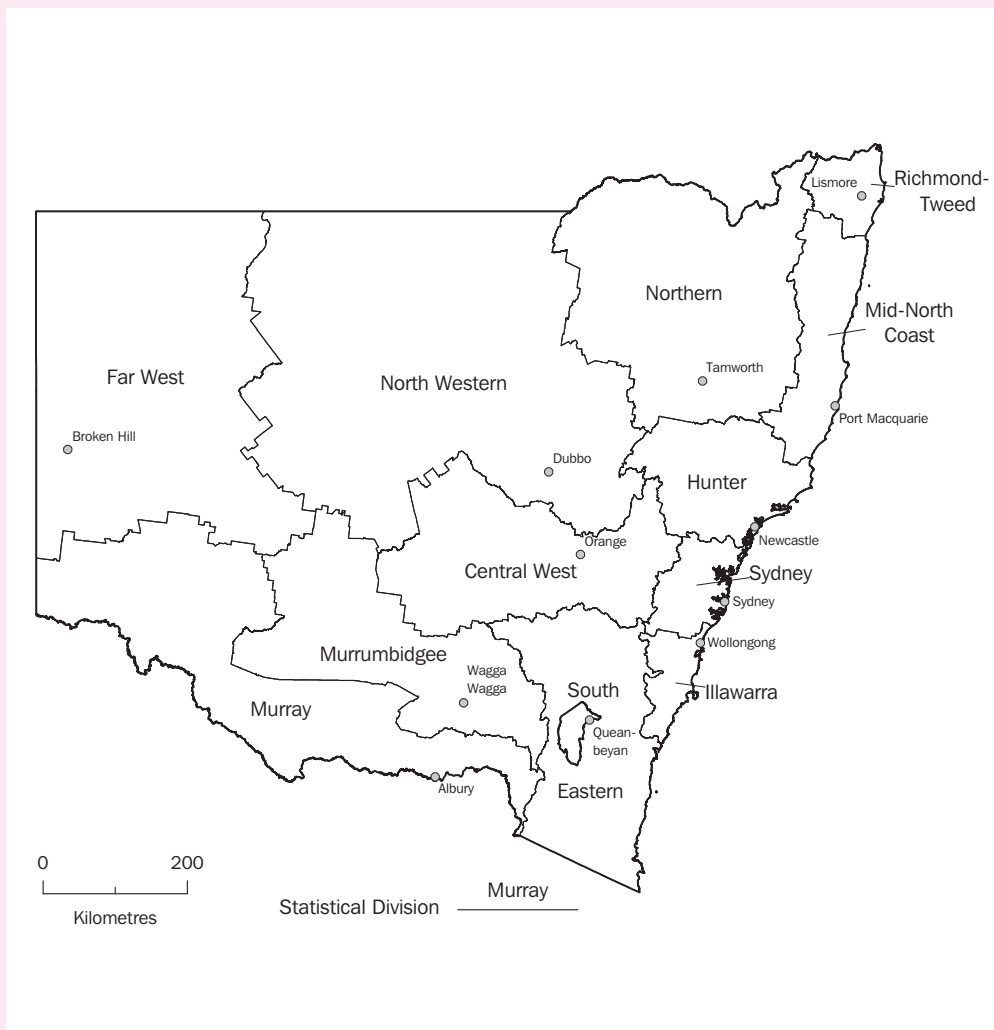 Lismore
Richmond-
Tweed
Northern
Mid-North
Coast
Far West
North Western
Tamworth
Port Macquarie
Broken Hill
Dubbo
Hunter
Newcastle
Orange
Central West
Sydney
Sydney
Wollongong
Murrumbidgee
Wagga
Wagga
South
Illawarra
Murray
Quean-
beyan
Albury
Eastern
0 200
Kilometres
Murray
Statistical Division